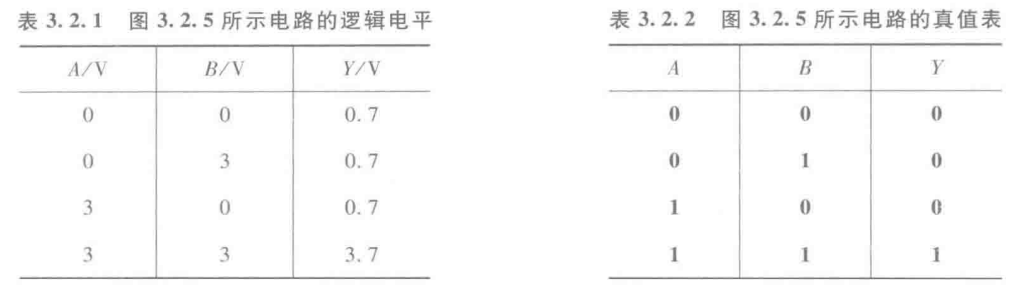 表 3.2.1 图 3.2.5 所示电路的逻辑电平
A/V B/V Y/V
0 0 0.7
0 3 0.7
3 0 0.7
3 3 3.7
表 3.2.2 图 3.2.5 所示电路的真值表
A B Y
0 0 0
0 1 0
1 0 0
1 1 1